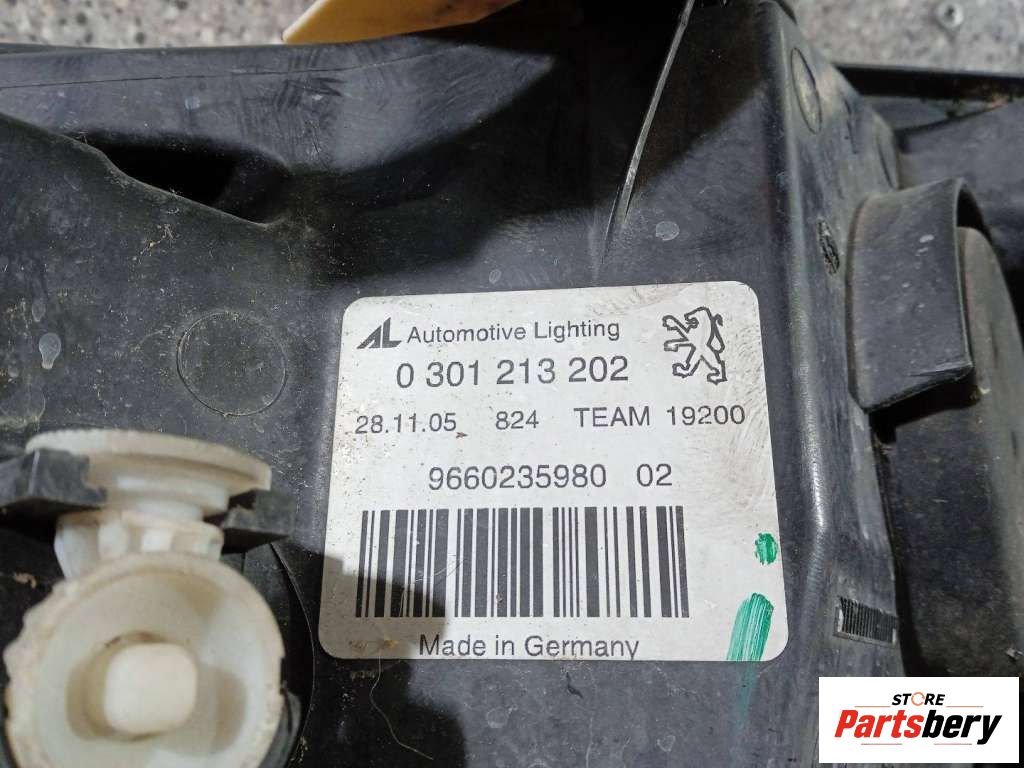 AL Automotive Lighting
0 301 213 202
28.11.05 824 TEAM 19200
9660235980 02
Made in Germany
STORE
Partsbery